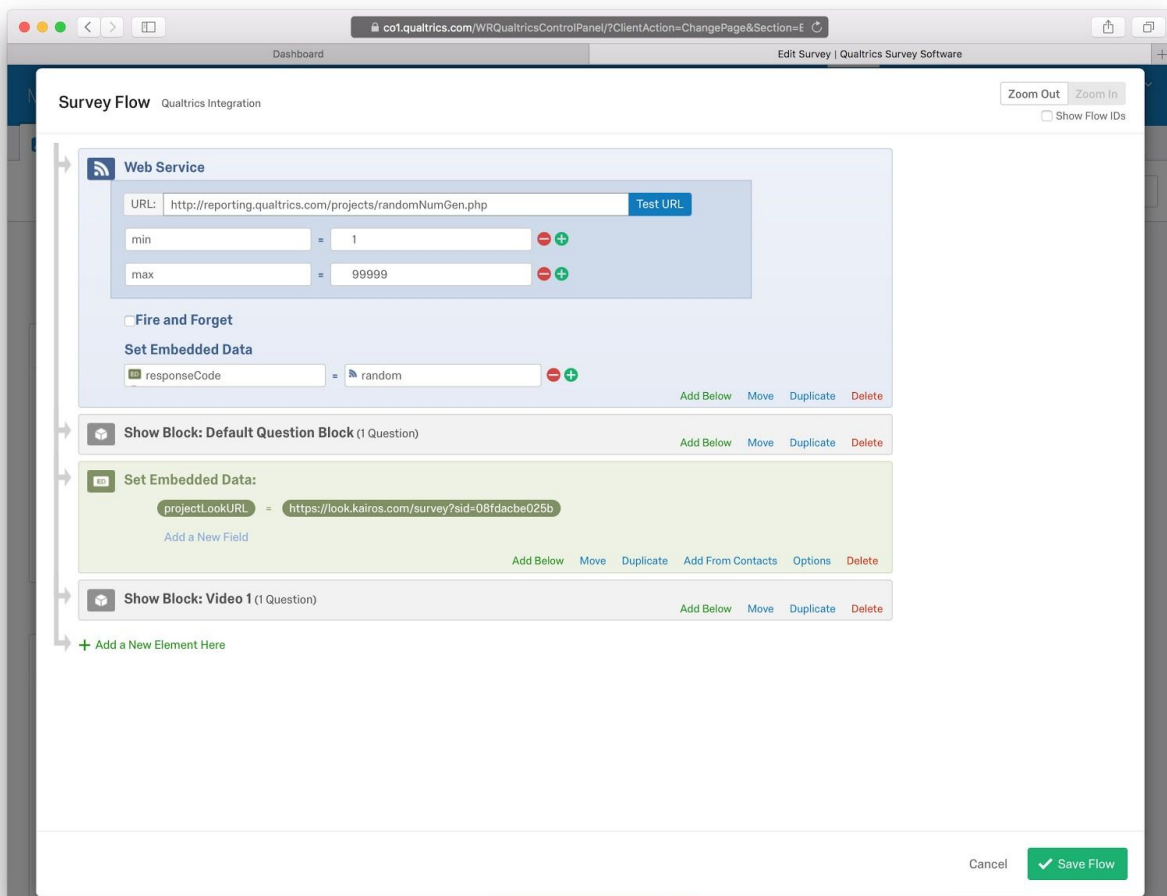 co1.qualtrics.com/WRQualtricsControlPanel/?ClientAction=ChangePage&Section=E
Dashboard
Edit Survey | Qualtrics Survey Software
Survey Flow Qualtrics Integration
Zoom Out Zoom In
Show Flow IDs
Web Service
URL: http://reporting.qualtrics.com/projects/randomNumGen.php Test URL
min = 1
max = 99999
Fire and Forget
Set Embedded Data
ED responseCode = random
Add Below Move Duplicate Delete
Show Block: Default Question Block (1 Question)
Add Below Move Duplicate Delete
ED Set Embedded Data:
projectLookURL = https://look.kairos.com/survey?sid=08fdacbe025b
Add a New Field
Add Below Move Duplicate Add From Contacts Options Delete
Show Block: Video 1 (1 Question)
Add Below Move Duplicate Delete
+ Add a New Element Here
Cancel Save Flow